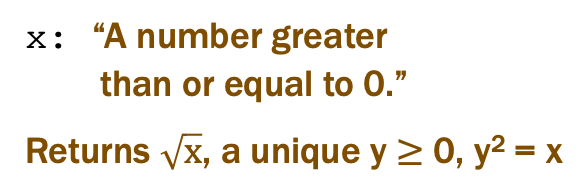 x: “A number greater
than or equal to 0.”
Returns √x, a unique y ≥ 0, y² = x